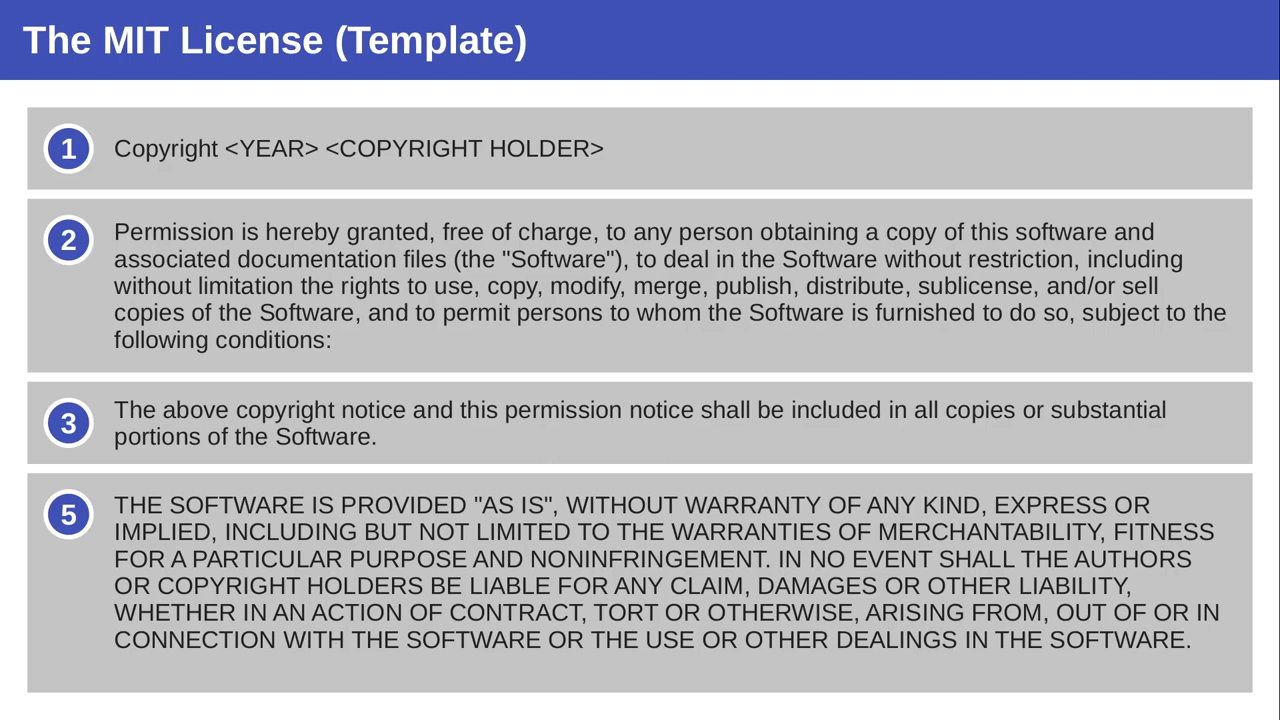 The MIT License (Template)
1
Copyright <YEAR> <COPYRIGHT HOLDER>
2
Permission is hereby granted, free of charge, to any person obtaining a copy of this software and
associated documentation files (the "Software"), to deal in the Software without restriction, including
without limitation the rights to use, copy, modify, merge, publish, distribute, sublicense, and/or sell
copies of the Software, and to permit persons to whom the Software is furnished to do so, subject to the
following conditions:
3
The above copyright notice and this permission notice shall be included in all copies or substantial
portions of the Software.
5
THE SOFTWARE IS PROVIDED "AS IS", WITHOUT WARRANTY OF ANY KIND, EXPRESS OR
IMPLIED, INCLUDING BUT NOT LIMITED TO THE WARRANTIES OF MERCHANTABILITY, FITNESS
FOR A PARTICULAR PURPOSE AND NONINFRINGEMENT. IN NO EVENT SHALL THE AUTHORS
OR COPYRIGHT HOLDERS BE LIABLE FOR ANY CLAIM, DAMAGES OR OTHER LIABILITY,
WHETHER IN AN ACTION OF CONTRACT, TORT OR OTHERWISE, ARISING FROM, OUT OF OR IN
CONNECTION WITH THE SOFTWARE OR THE USE OR OTHER DEALINGS IN THE SOFTWARE.